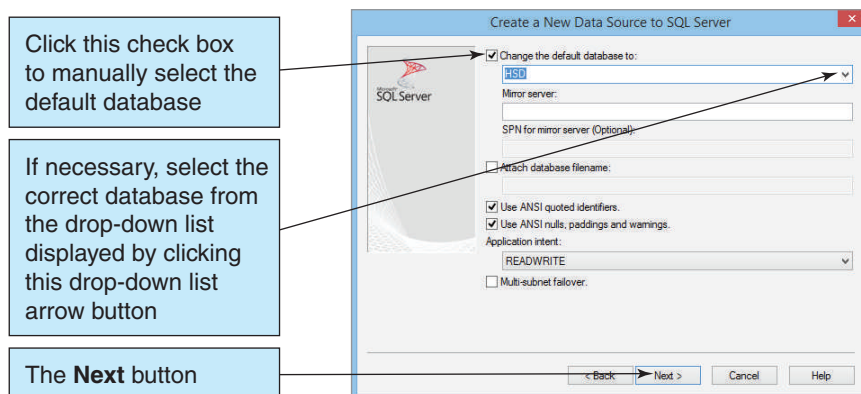 Click this check box
to manually select the
default database
If necessary, select the
correct database from
the drop-down list
displayed by clicking
this drop-down list
arrow button
The Next button
Create a New Data Source to SQL Server
Microsoft
SQL Server
Change the default database to:
HSD
Mirror server:
SPN for mirror server (Optional):
Attach database filename:
Use ANSI quoted identifiers.
Use ANSI nulls, paddings and warnings.
Application intent:
READWRITE
Multi-subnet failover.
< Back Next > Cancel Help